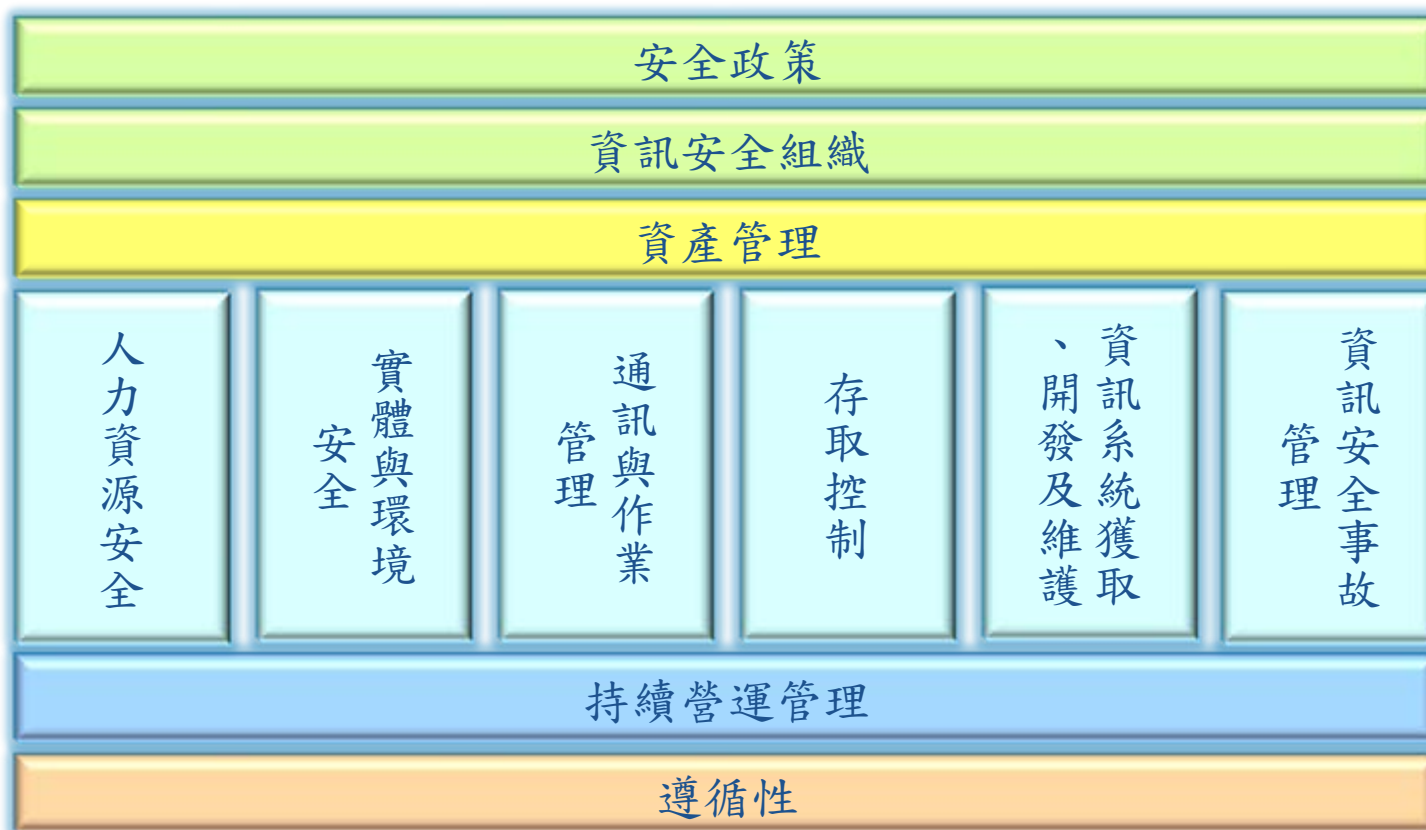 安全政策
資訊安全組織
資產管理
人力資源安全
實體與環境
安全
通訊與作業
管理
存取控制
資訊系統獲取
、開發及維護
資訊安全事故
管理
持續營運管理
遵循性